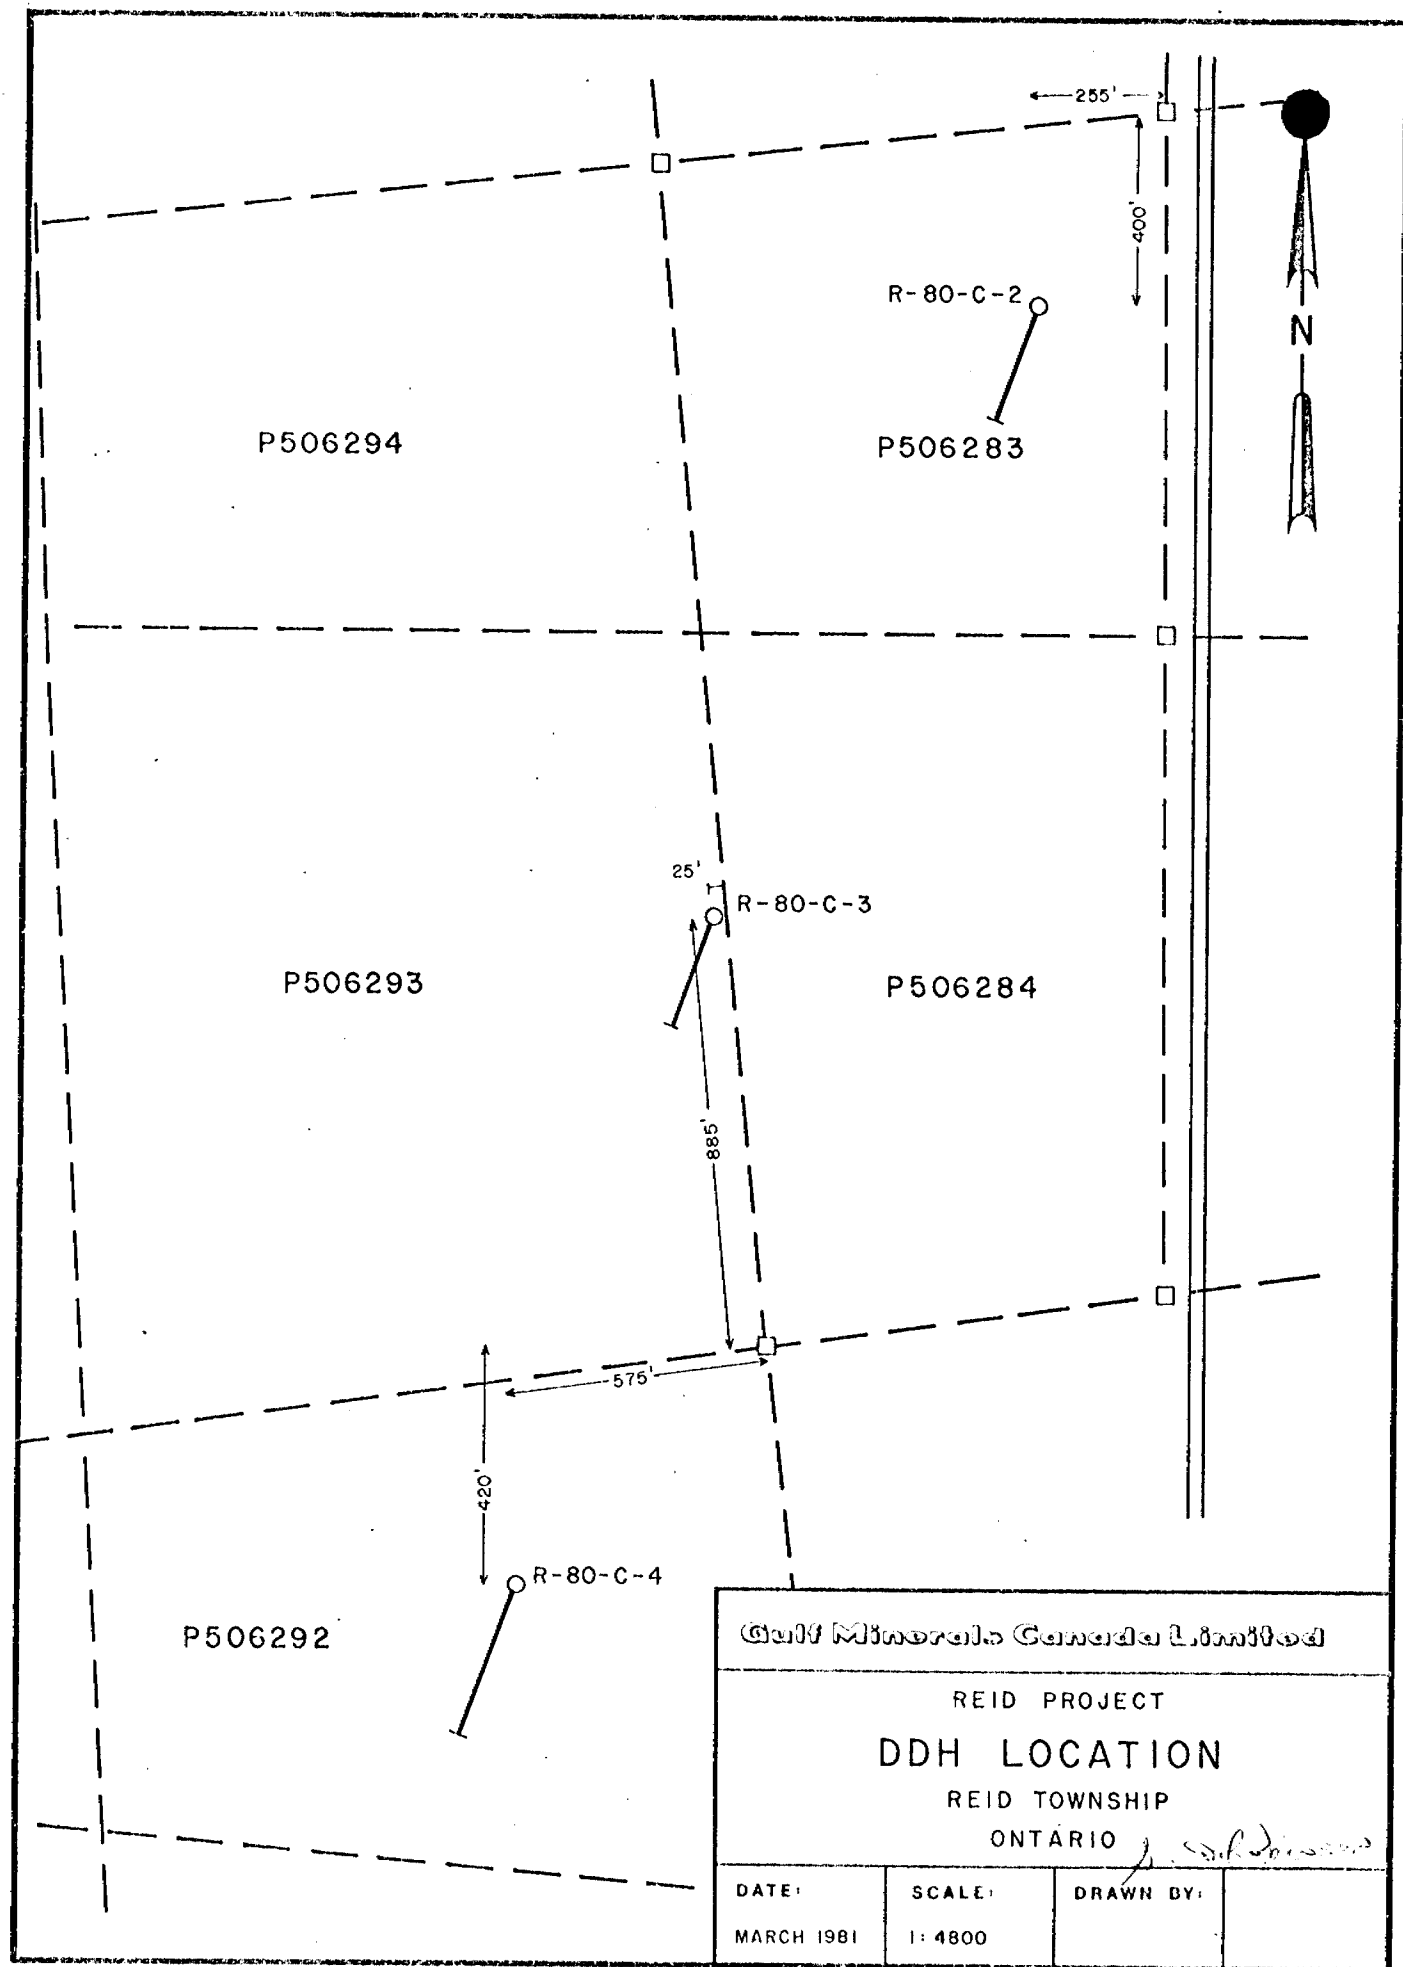 255'
400'
R-80-C-2
N
P506294
P506283
25'
R-80-C-3
P506293
P506284
885'
575'
420'
R-80-C-4
P506292
Gulf Minerals Canada Limited
REID PROJECT
DDH LOCATION
REID TOWNSHIP
ONTARIO
DATE: SCALE: DRAWN BY:
MARCH 1981 1:4800